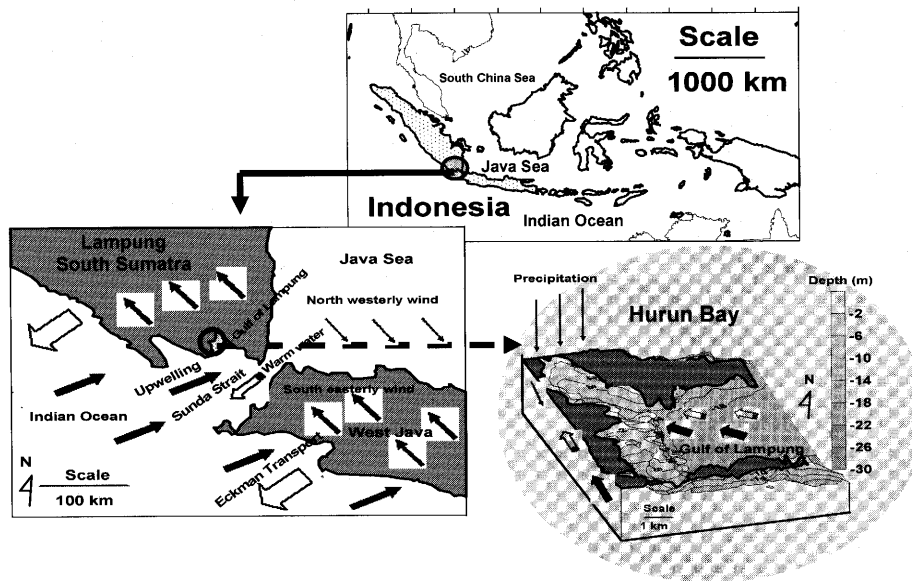 South China Sea
Scale
1000 km
Java Sea
Indonesia
Indian Ocean
Lampung
South Sumatra
Java Sea
Gulf of Lampung
North westerly wind
Warm water
Upwelling
Sunda Strait
Indian Ocean
South easterly wind
West Java
Eckman Transport
N
Scale
100 km
Precipitation
Depth (m)
Hurun Bay
-2
-6
-10
-14
-18
-22
-26
-30
N
Gulf of Lampung
Scale
1 km